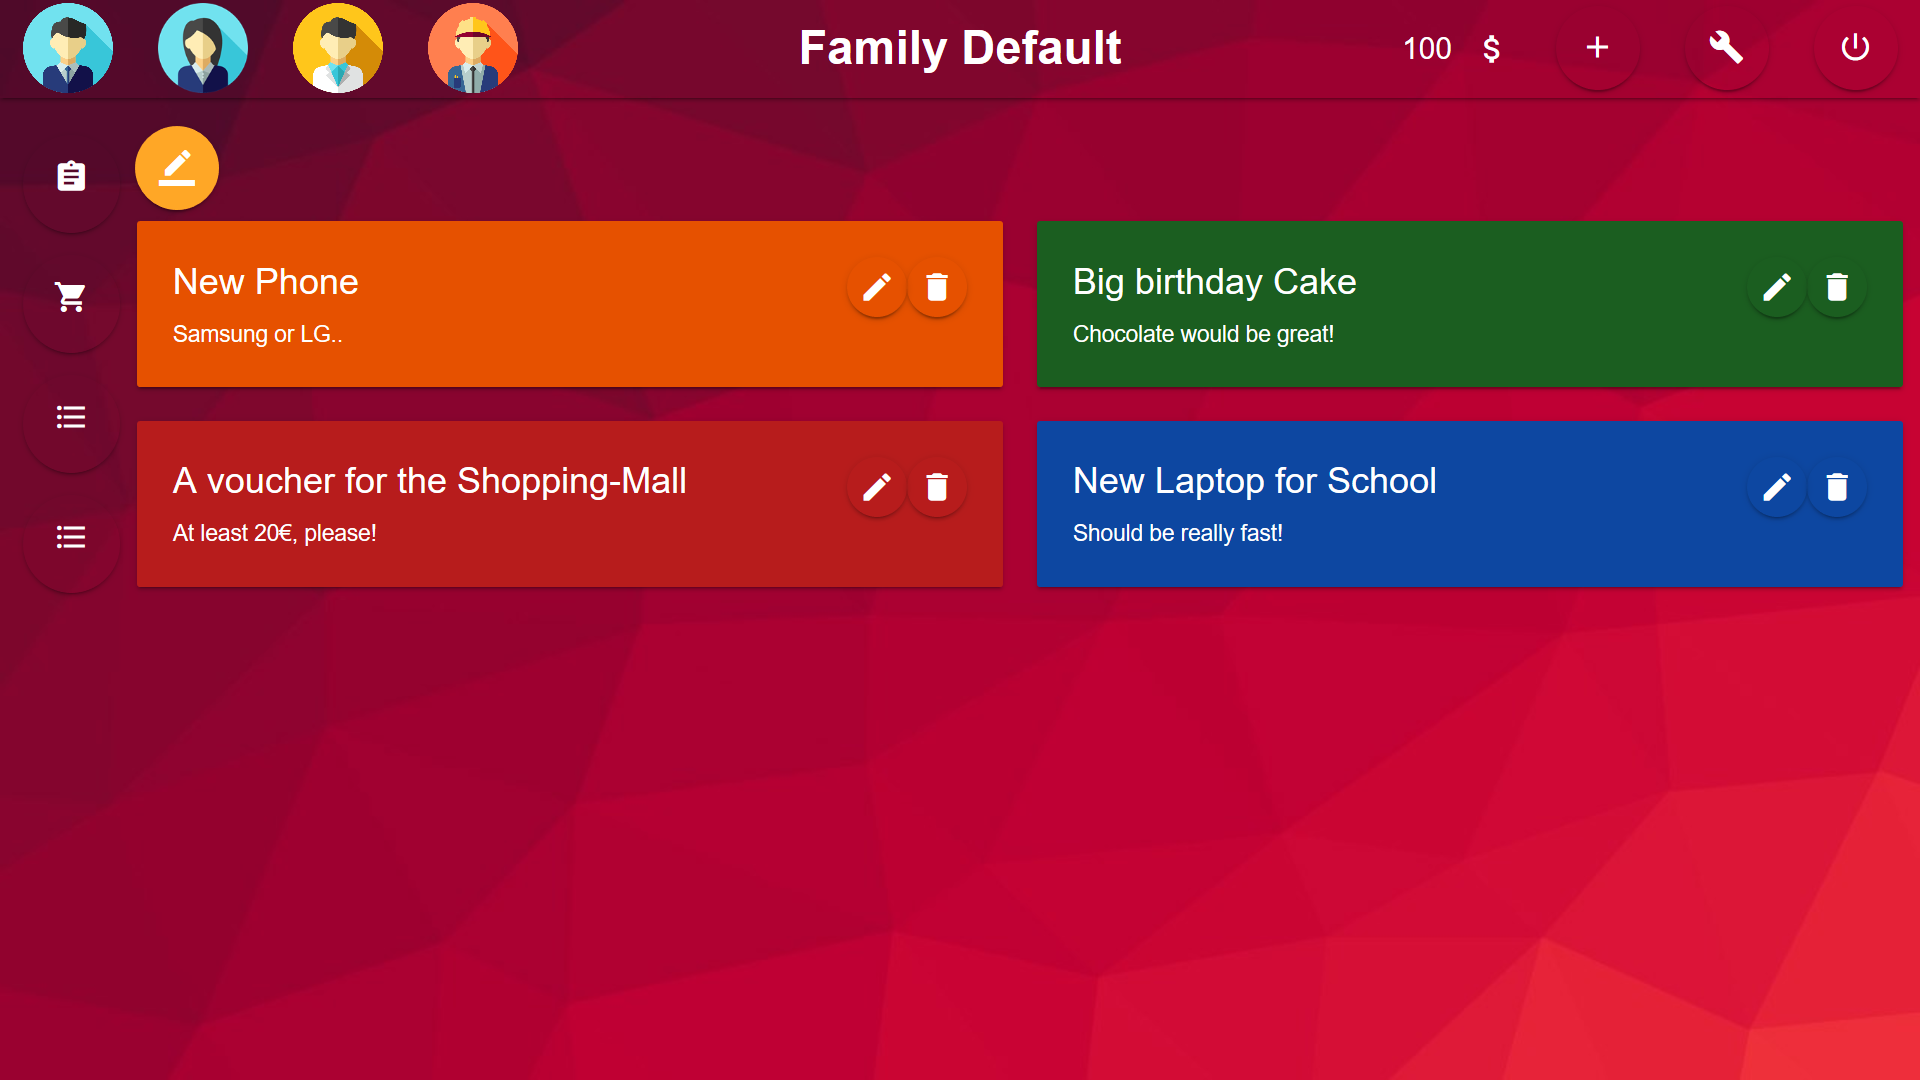 Family Default
100 $
New Phone
Samsung or LG..
Big birthday Cake
Chocolate would be great!
A voucher for the Shopping-Mall
At least 20€, please!
New Laptop for School
Should be really fast!